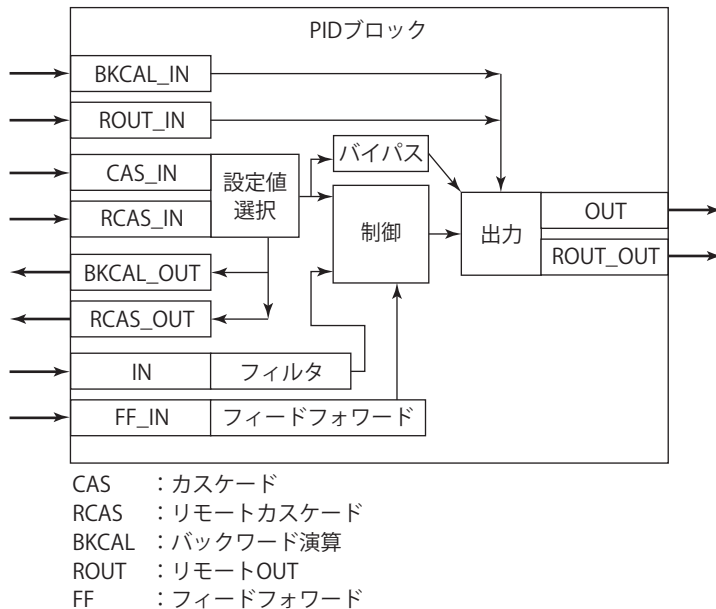 PIDブロック
BKCAL_IN
ROUT_IN
CAS_IN
RCAS_IN
設定値
選択
バイパス
制御
出力
OUT
ROUT_OUT
BKCAL_OUT
RCAS_OUT
IN
フィルタ
FF_IN
フィードフォワード
CAS ：カスケード
RCAS ：リモートカスケード
BKCAL ：バックワード演算
ROUT ：リモートOUT
FF ：フィードフォワード